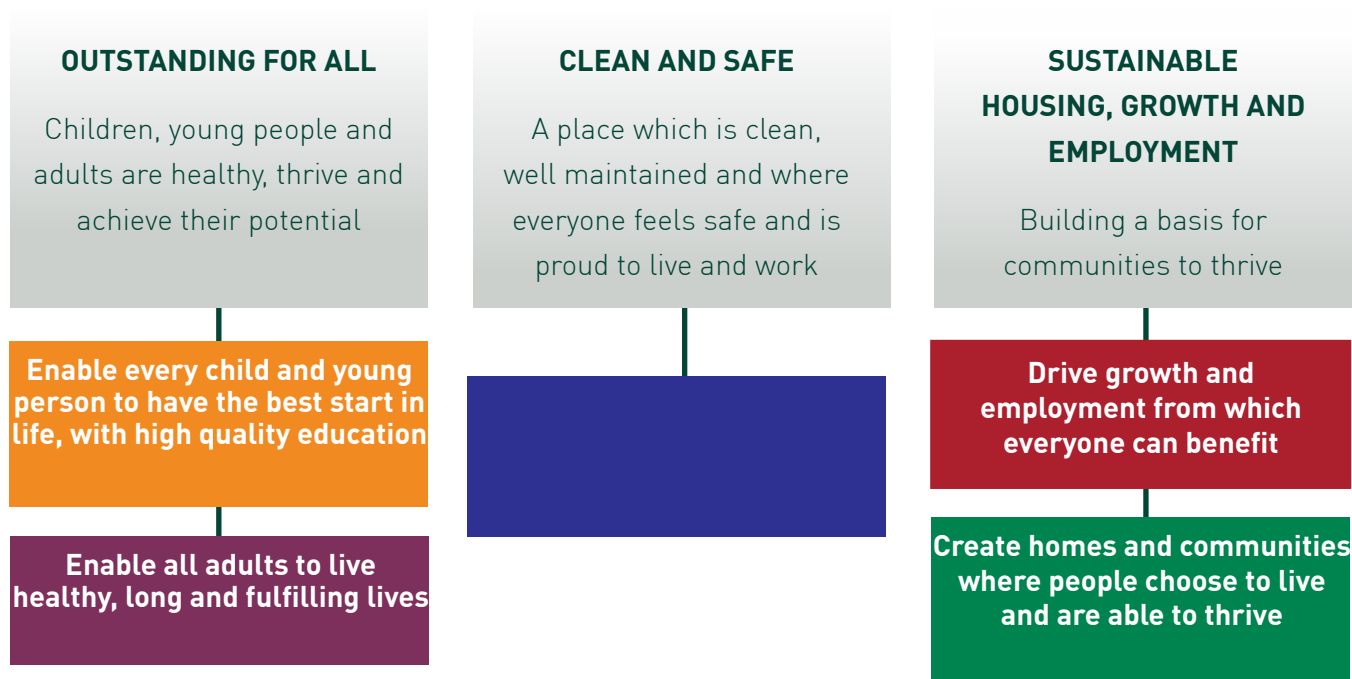 OUTSTANDING FOR ALL
Children, young people and
adults are healthy, thrive and
achieve their potential
Enable every child and young
person to have the best start in
life, with high quality education
Enable all adults to live
healthy, long and fulfilling lives
CLEAN AND SAFE
A place which is clean,
well maintained and where
everyone feels safe and is
proud to live and work
SUSTAINABLE
HOUSING, GROWTH AND
EMPLOYMENT
Building a basis for
communities to thrive
Drive growth and
employment from which
everyone can benefit
Create homes and communities
where people choose to live
and are able to thrive